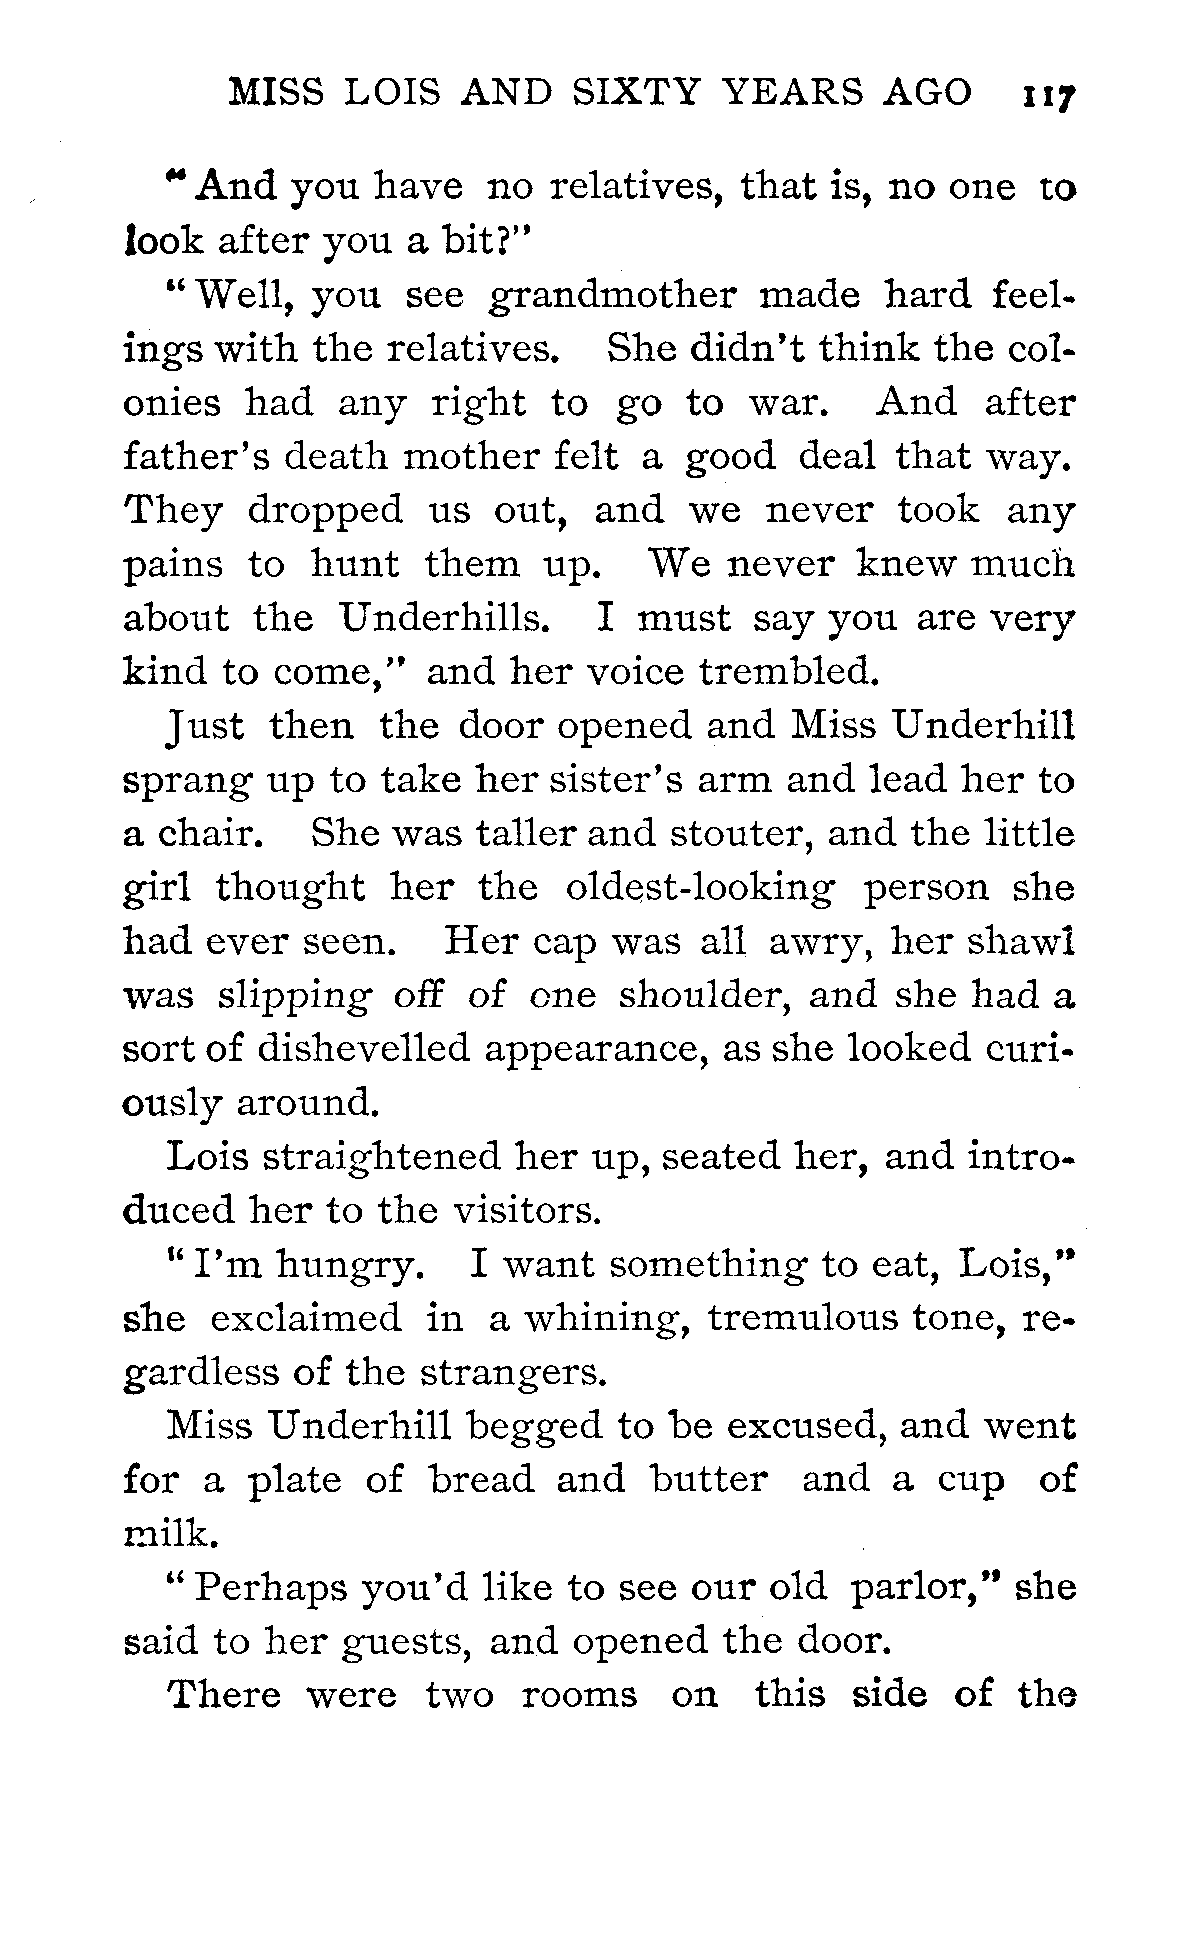 MISS LOIS AND SIXTY YEARS AGO 117
"And you have no relatives, that is, no one to
look after you a bit?"
"Well, you see grandmother made hard feel-
ings with the relatives. She didn't think the col-
onies had any right to go to war. And after
father's death mother felt a good deal that way.
They dropped us out, and we never took any
pains to hunt them up. We never knew much
about the Underhills. I must say you are very
kind to come," and her voice trembled.
Just then the door opened and Miss Underhill
sprang up to take her sister's arm and lead her to
a chair. She was taller and stouter, and the little
girl thought her the oldest-looking person she
had ever seen. Her cap was all awry, her shawl
was slipping off of one shoulder, and she had a
sort of dishevelled appearance, as she looked curi-
ously around.
Lois straightened her up, seated her, and intro-
duced her to the visitors.
"I'm hungry. I want something to eat, Lois,"
she exclaimed in a whining, tremulous tone, re-
gardless of the strangers.
Miss Underhill begged to be excused, and went
for a plate of bread and butter and a cup of
milk.
"Perhaps you'd like to see our old parlor," she
said to her guests, and opened the door.
There were two rooms on this side of the